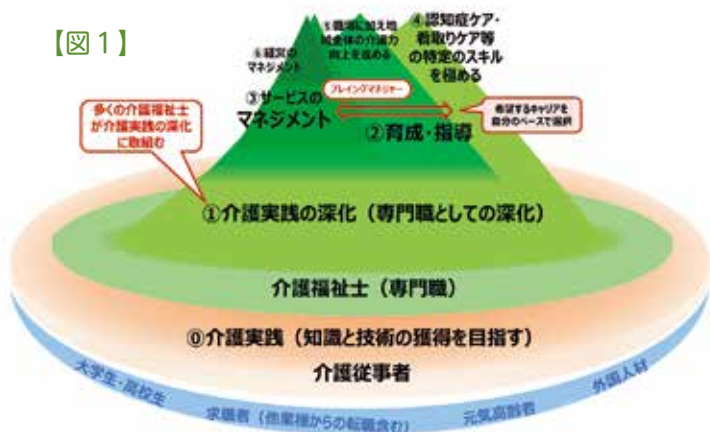 【図1】
⑤職場に加え地
域全体の介護力
向上を進める
④認知症ケア・
看取りケア等
の特定のスキル
を極める
⑥経営の
マネジメント
③サービスの
マネジメント
プレイングマネジャー
②育成・指導
希望するキャリアを
自分のペースで選択
多くの介護福祉士
が介護実践の深化
に取組む
①介護実践の深化（専門職としての深化）
介護福祉士（専門職）
⓪介護実践（知識と技術の獲得を目指す）
介護従事者
大学生・高校生
求職者（他業種からの転職含む）
元気高齢者
外国人材